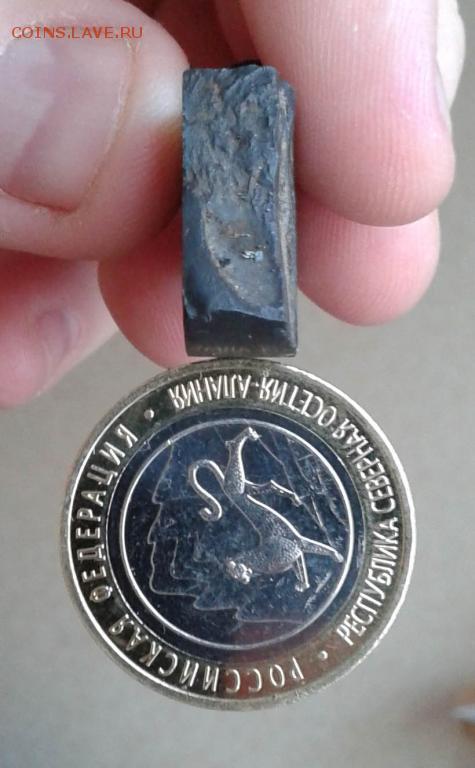 COINS.LAVE.RU
РОССИЙСКАЯ ФЕДЕРАЦИЯ
РЕСПУБЛИКА СЕВЕРНАЯ ОСЕТИЯ-АЛАНИЯ